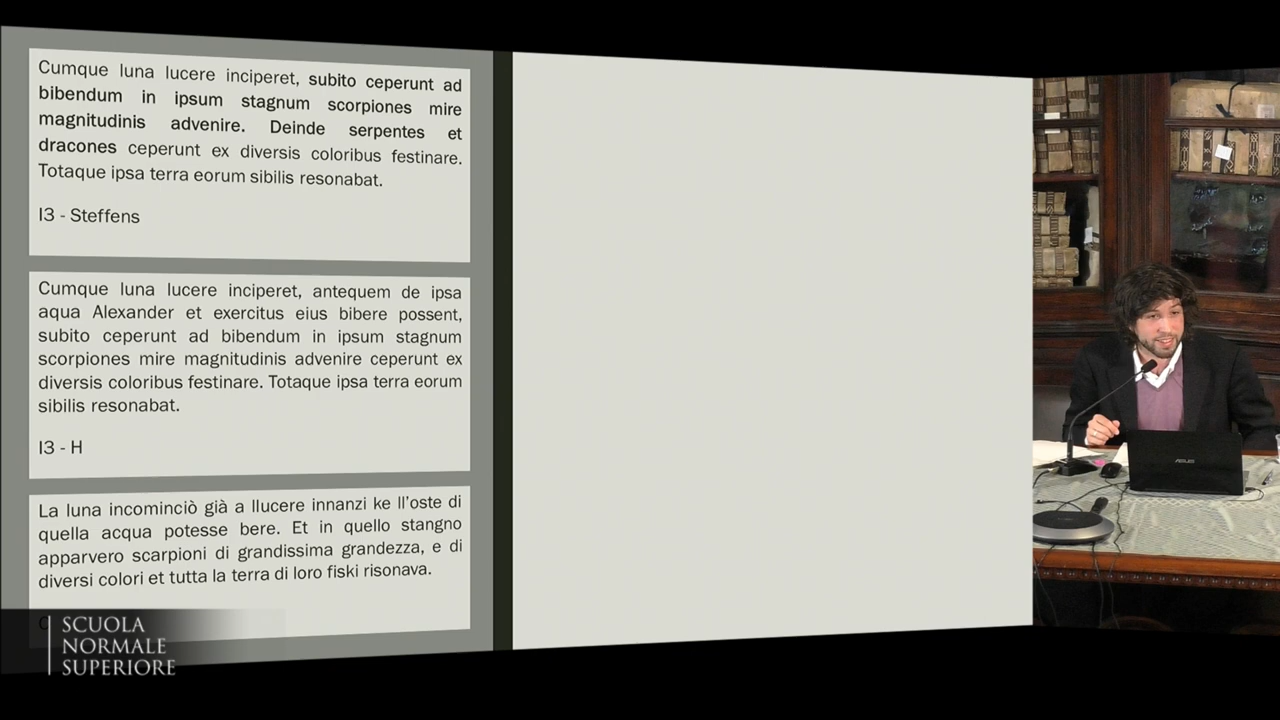 Cumque luna lucere inciperet, subito ceperunt ad
bibendum in ipsum stagnum scorpiones mire
magnitudinis advenire. Deinde serpentes et
dracones ceperunt ex diversis coloribus festinare.
Totaque ipsa terra eorum sibilis resonabat.
I3 - Steffens
Cumque luna lucere inciperet, antequem de ipsa
aqua Alexander et exercitus eius bibere possent,
subito ceperunt ad bibendum in ipsum stagnum
scorpiones mire magnitudinis advenire ceperunt ex
diversis coloribus festinare. Totaque ipsa terra eorum
sibilis resonabat.
I3 - H
La luna incominciò già a llucere innanzi ke ll'oste di
quella acqua potesse bere. Et in quello stangno
apparvero scarpioni di grandissima grandezza, e di
diversi colori et tutta la terra di loro fiski risonava.
SCUOLA
NORMALE
SUPERIORE
ASUS